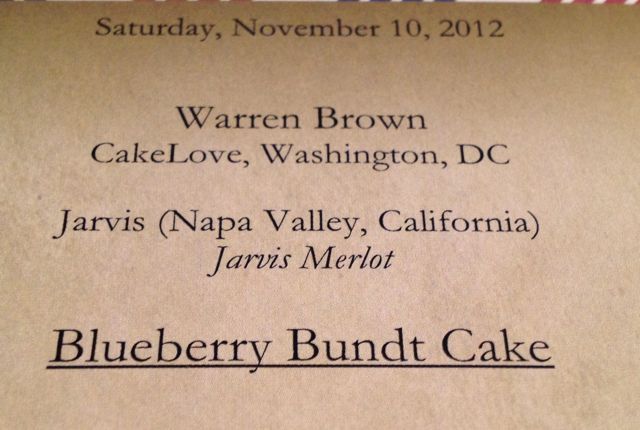 Saturday, November 10, 2012
Warren Brown
CakeLove, Washington, DC
Jarvis (Napa Valley, California)
Jarvis Merlot
Blueberry Bundt Cake